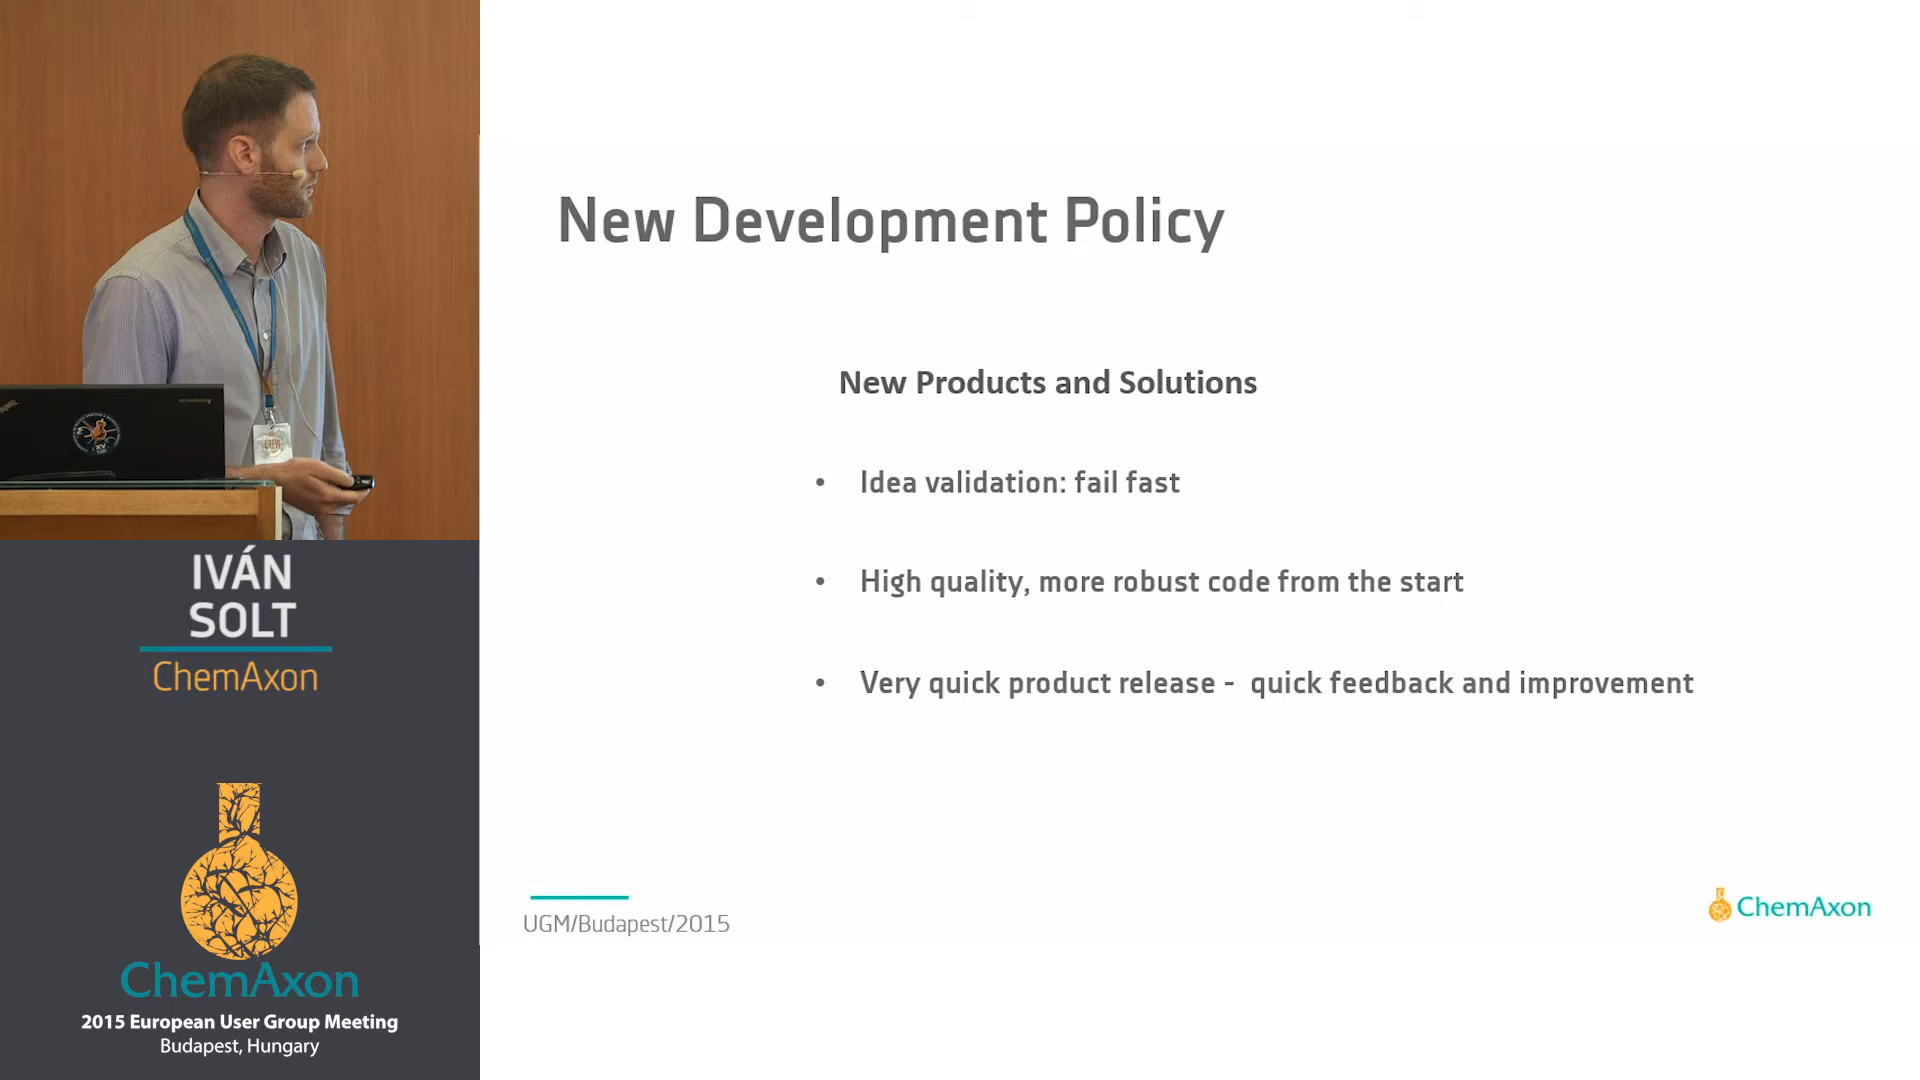 IVÁN
SOLT
ChemAxon
ChemAxon
2015 European User Group Meeting
Budapest, Hungary
New Development Policy
New Products and Solutions
• Idea validation: fail fast
• High quality, more robust code from the start
• Very quick product release - quick feedback and improvement
UGM/Budapest/2015
ChemAxon